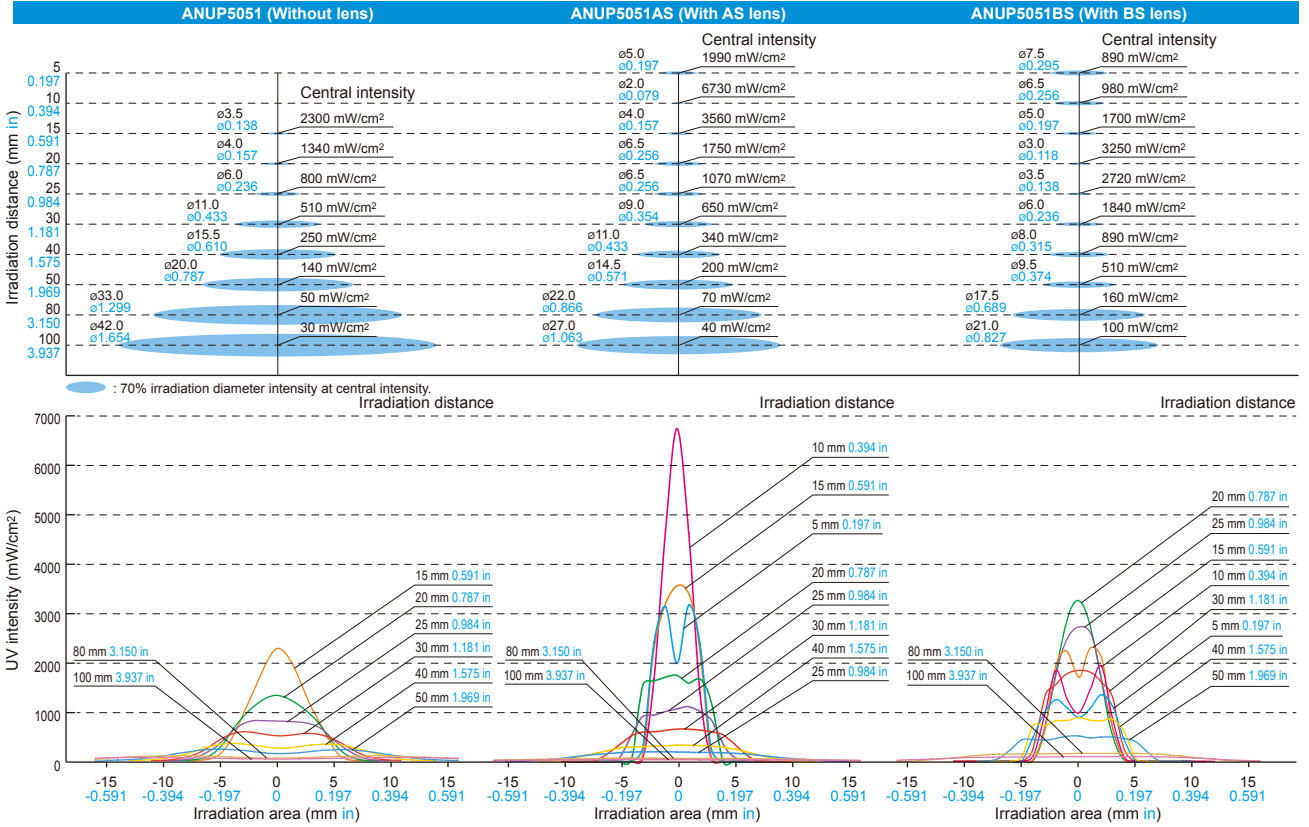 ANUP5051 (Without lens)
ANUP5051AS (With AS lens)
ANUP5051BS (With BS lens)
Irradiation distance (mm in)
5
0.197
10
0.394
15
0.591
20
0.787
25
0.984
30
1.181
40
1.575
50
1.969
80
3.150
100
3.937
Central intensity
ø3.5
ø0.138
2300 mW/cm²
ø4.0
ø0.157
1340 mW/cm²
ø6.0
ø0.236
800 mW/cm²
ø11.0
ø0.433
510 mW/cm²
ø15.5
ø0.610
250 mW/cm²
ø20.0
ø0.787
140 mW/cm²
ø33.0
ø1.299
50 mW/cm²
ø42.0
ø1.654
30 mW/cm²
Central intensity
ø5.0
ø0.197
1990 mW/cm²
ø2.0
ø0.079
6730 mW/cm²
ø4.0
ø0.157
3560 mW/cm²
ø6.5
ø0.256
1750 mW/cm²
ø6.5
ø0.256
1070 mW/cm²
ø9.0
ø0.354
650 mW/cm²
ø11.0
ø0.433
340 mW/cm²
ø14.5
ø0.571
200 mW/cm²
ø22.0
ø0.866
70 mW/cm²
ø27.0
ø1.063
40 mW/cm²
Central intensity
ø7.5
ø0.295
890 mW/cm²
ø6.5
ø0.256
980 mW/cm²
ø5.0
ø0.197
1700 mW/cm²
ø3.0
ø0.118
3250 mW/cm²
ø3.5
ø0.138
2720 mW/cm²
ø6.0
ø0.236
1840 mW/cm²
ø8.0
ø0.315
890 mW/cm²
ø9.5
ø0.374
510 mW/cm²
ø17.5
ø0.689
160 mW/cm²
ø21.0
ø0.827
100 mW/cm²
: 70% irradiation diameter intensity at central intensity.
UV intensity (mW/cm²)
7000
6000
5000
4000
3000
2000
1000
0
Irradiation distance
15 mm 0.591 in
20 mm 0.787 in
25 mm 0.984 in
30 mm 1.181 in
40 mm 1.575 in
50 mm 1.969 in
80 mm 3.150 in
100 mm 3.937 in
-15 -10 -5 0 5 10 15
-0.591 -0.394 -0.197 0 0.197 0.394 0.591
Irradiation area (mm in)
Irradiation distance
10 mm 0.394 in
15 mm 0.591 in
5 mm 0.197 in
20 mm 0.787 in
25 mm 0.984 in
30 mm 1.181 in
40 mm 1.575 in
25 mm 0.984 in
80 mm 3.150 in
100 mm 3.937 in
-15 -10 -5 0 5 10 15
-0.591 -0.394 -0.197 0 0.197 0.394 0.591
Irradiation area (mm in)
Irradiation distance
20 mm 0.787 in
25 mm 0.984 in
15 mm 0.591 in
10 mm 0.394 in
30 mm 1.181 in
5 mm 0.197 in
40 mm 1.575 in
50 mm 1.969 in
80 mm 3.150 in
100 mm 3.937 in
-15 -10 -5 0 5 10 15
-0.591 -0.394 -0.197 0 0.197 0.394 0.591
Irradiation area (mm in)